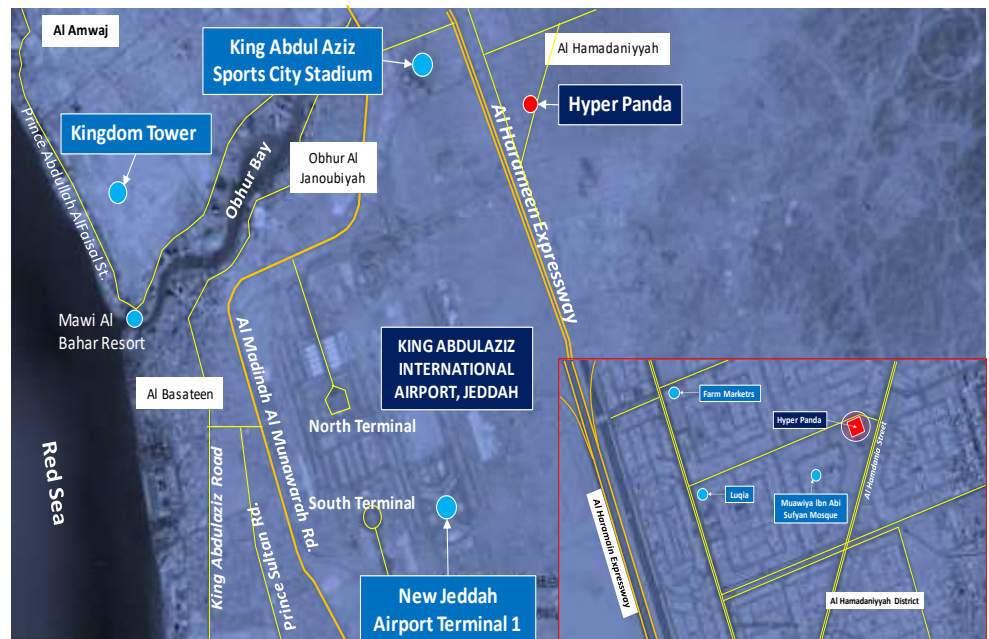 Al Amwaj
King Abdul Aziz
Sports City Stadium
Al Hamadaniyyah
Hyper Panda
Kingdom Tower
Prince Abdullah AlFaisal St.
Obhur Bay
Obhur Al
Janoubiyah
Al Harameen Expressway
Mawi Al
Bahar Resort
KING ABDULAZIZ
INTERNATIONAL
AIRPORT, JEDDAH
Al Basateen
Al Madinah Al Munawarah Rd.
North Terminal
Red Sea
King Abdulaziz Road
Prince Sultan Rd.
South Terminal
New Jeddah
Airport Terminal 1
Farm Marketrs
Hyper Panda
Al Hamdania Street
Luqia
Muawiya Ibn Abi
Sufyan Mosque
Al Haramain Expressway
Al Hamadaniyyah District